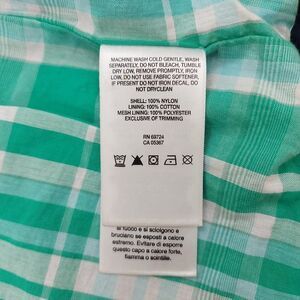 MACHINE WASH COLD GENTLE, WASH
SEPARATELY, DO NOT BLEACH, TUMBLE
DRY LOW, REMOVE PROMPTLY, IRON
LOW, DO NOT USE FABRIC SOFTENER,
IF PRESENT DO NOT IRON DECAL, DO
NOT DRYCLEAN
SHELL: 100% NYLON
LINING: 100% COTTON
MESH LINING: 100% POLYESTER
EXCLUSIVE OF TRIMMING
RN 69724
CA 05367
si fuoco e si sciolgono e
bruciano se esposti a calore
estremo. Evitare di esporre
questo capo a calore forte,
fiamma o scintille.